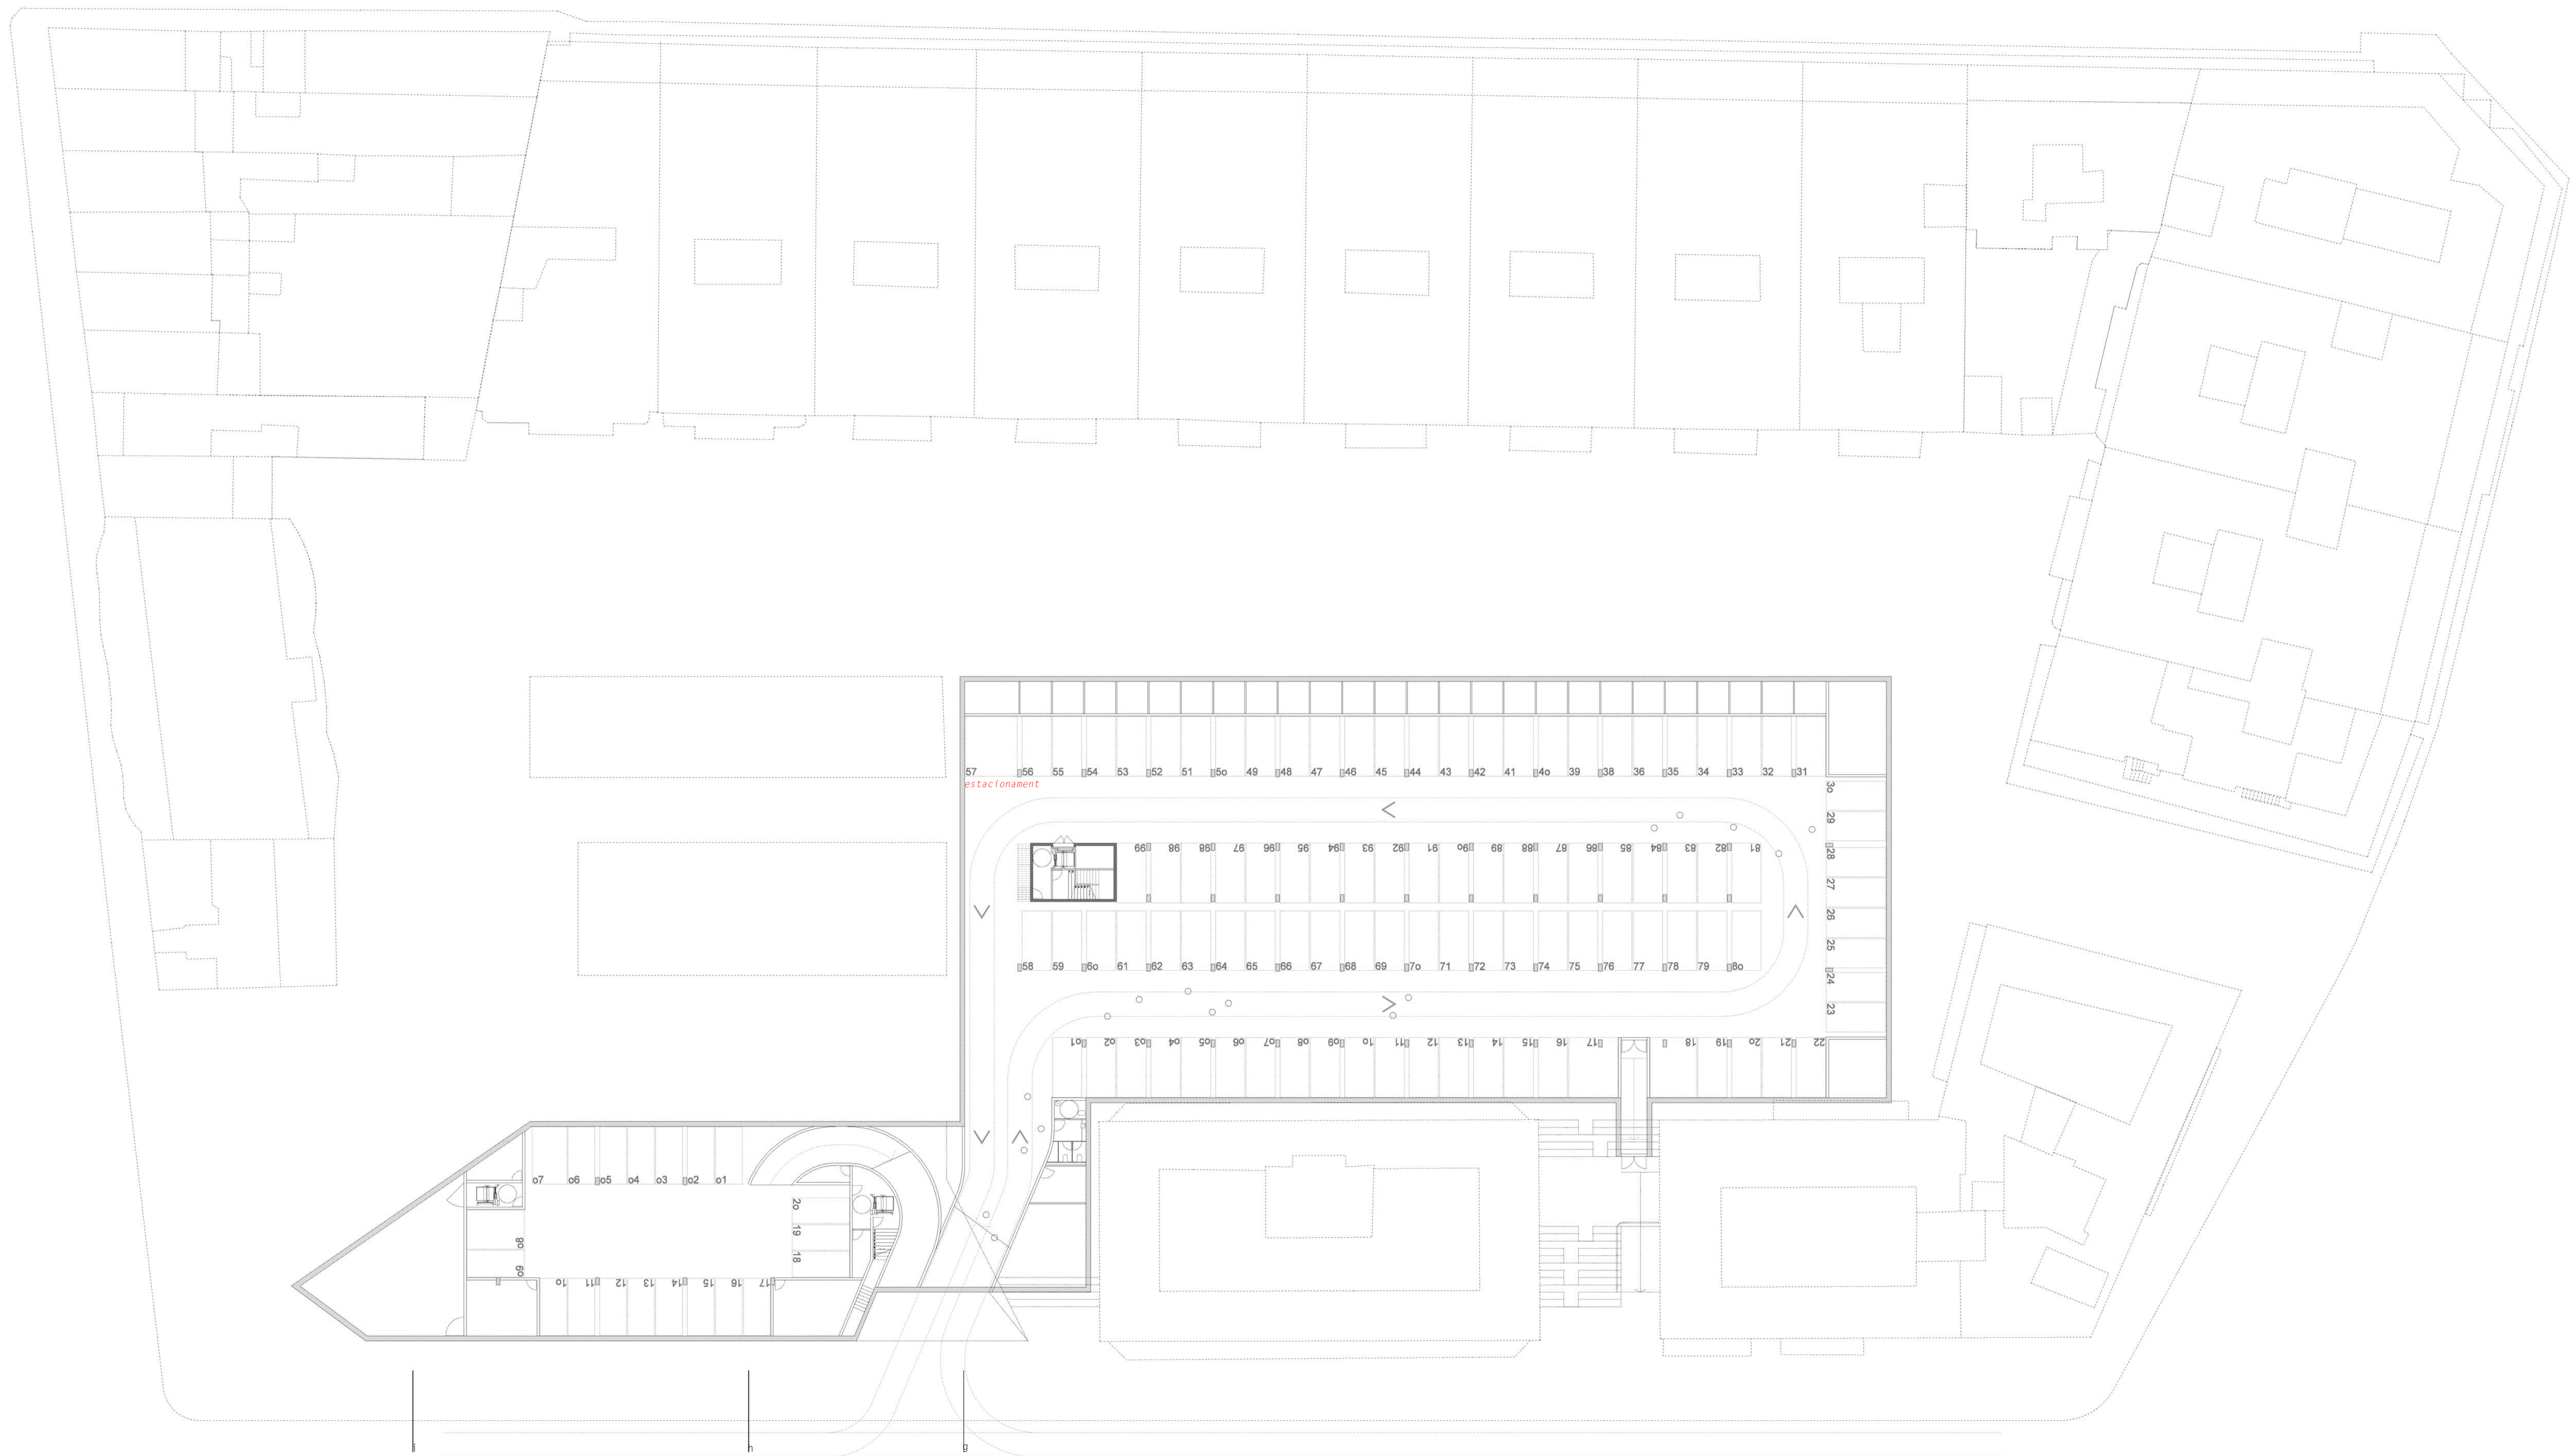 57 56 55 54 53 52 51 5o 49 48 47 46 45 44 43 42 41 4o 39 38 36 35 34 33 32 31
estacionament
3o
29
28
27
26
25
24
23
99 98 98 97 96 95 94 93 92 91 9o 89 88 87 86 85 84 83 82 81
58 59 6o 61 62 63 64 65 66 67 68 69 7o 71 72 73 74 75 76 77 78 79 8o
o1 o2 o3 o4 o5 o6 o7 o8 o9 1o 11 12 13 14 15 16 17 18 19 2o 21 22
o7 o6 o5 o4 o3 o2 o1
2o
19
18
o8
o9
1o 11 12 13 14 15 16 17
i h g